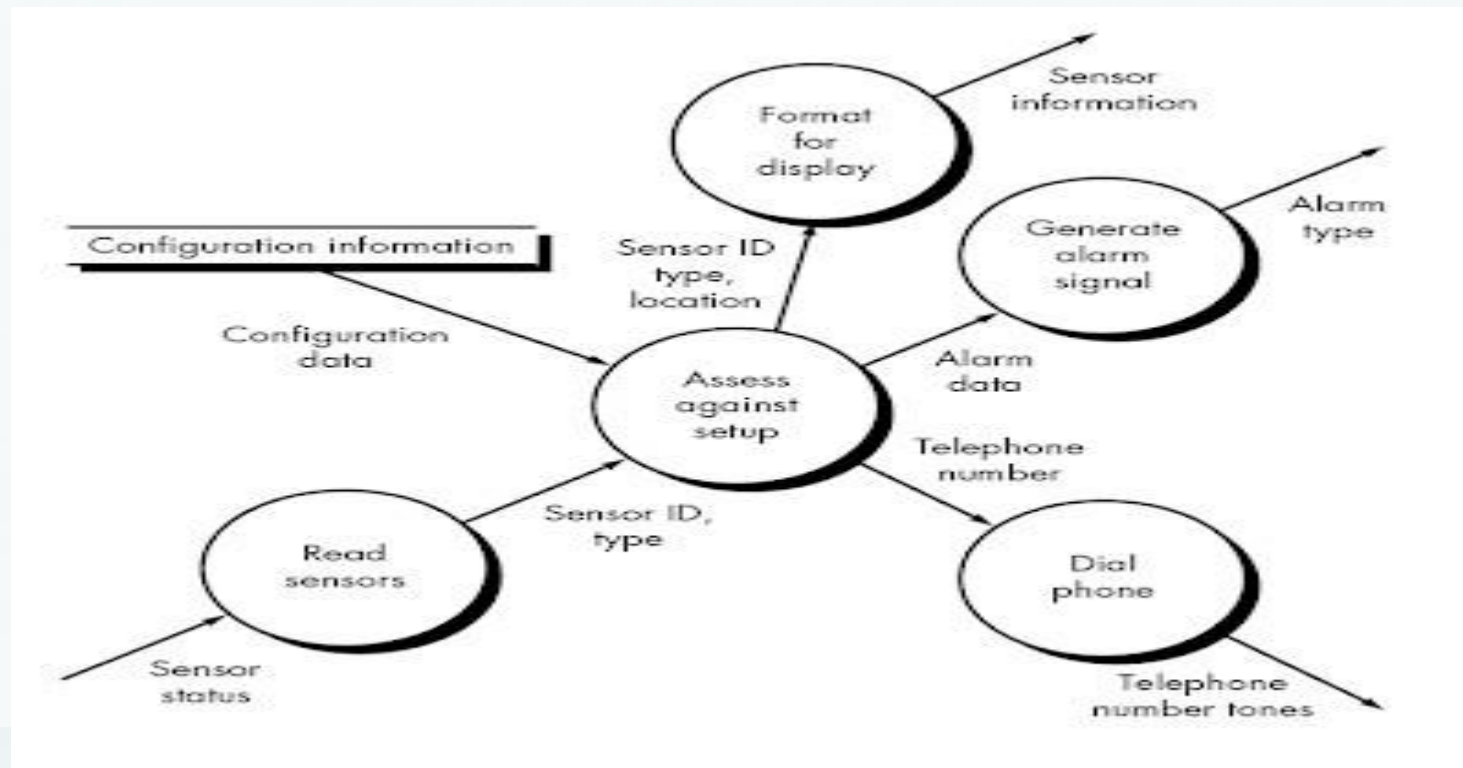 Sensor
information
Format
for
display
Alarm
type
Generate
alarm
signal
Configuration information
Sensor ID
type,
location
Configuration
data
Alarm
data
Assess
against
setup
Telephone
number
Sensor ID,
type
Read
sensors
Dial
phone
Sensor
status
Telephone
number tones